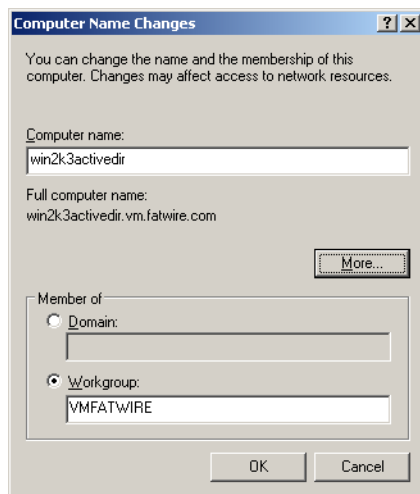 Computer Name Changes
You can change the name and the membership of this
computer. Changes may affect access to network resources.
Computer name:
win2k3activedir
Full computer name:
win2k3activedir.vm.fatwire.com
More...
Member of
Domain:
Workgroup:
VMFATWIRE
OK Cancel